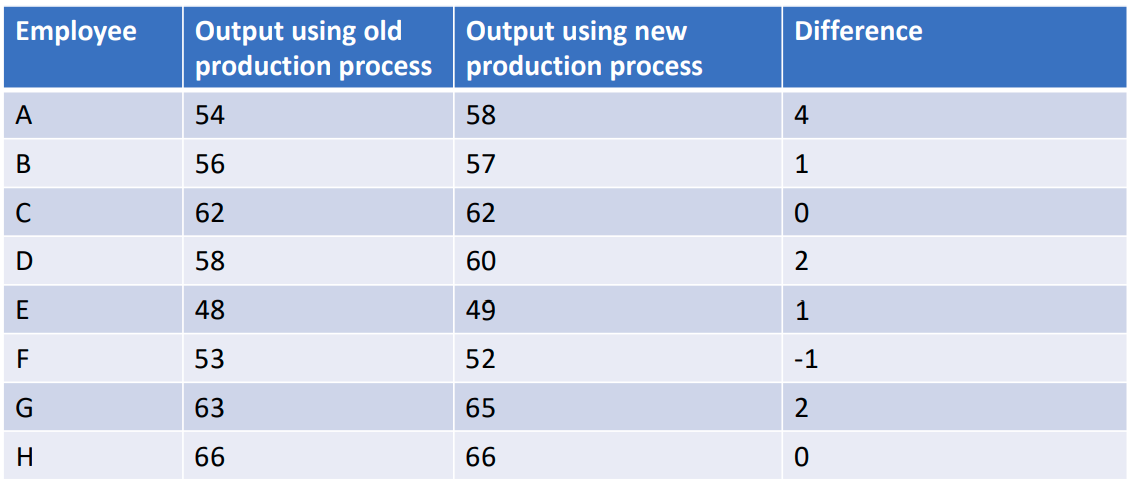 Employee Output using old production process Output using new production process Difference
A 54 58 4
B 56 57 1
C 62 62 0
D 58 60 2
E 48 49 1
F 53 52 -1
G 63 65 2
H 66 66 0